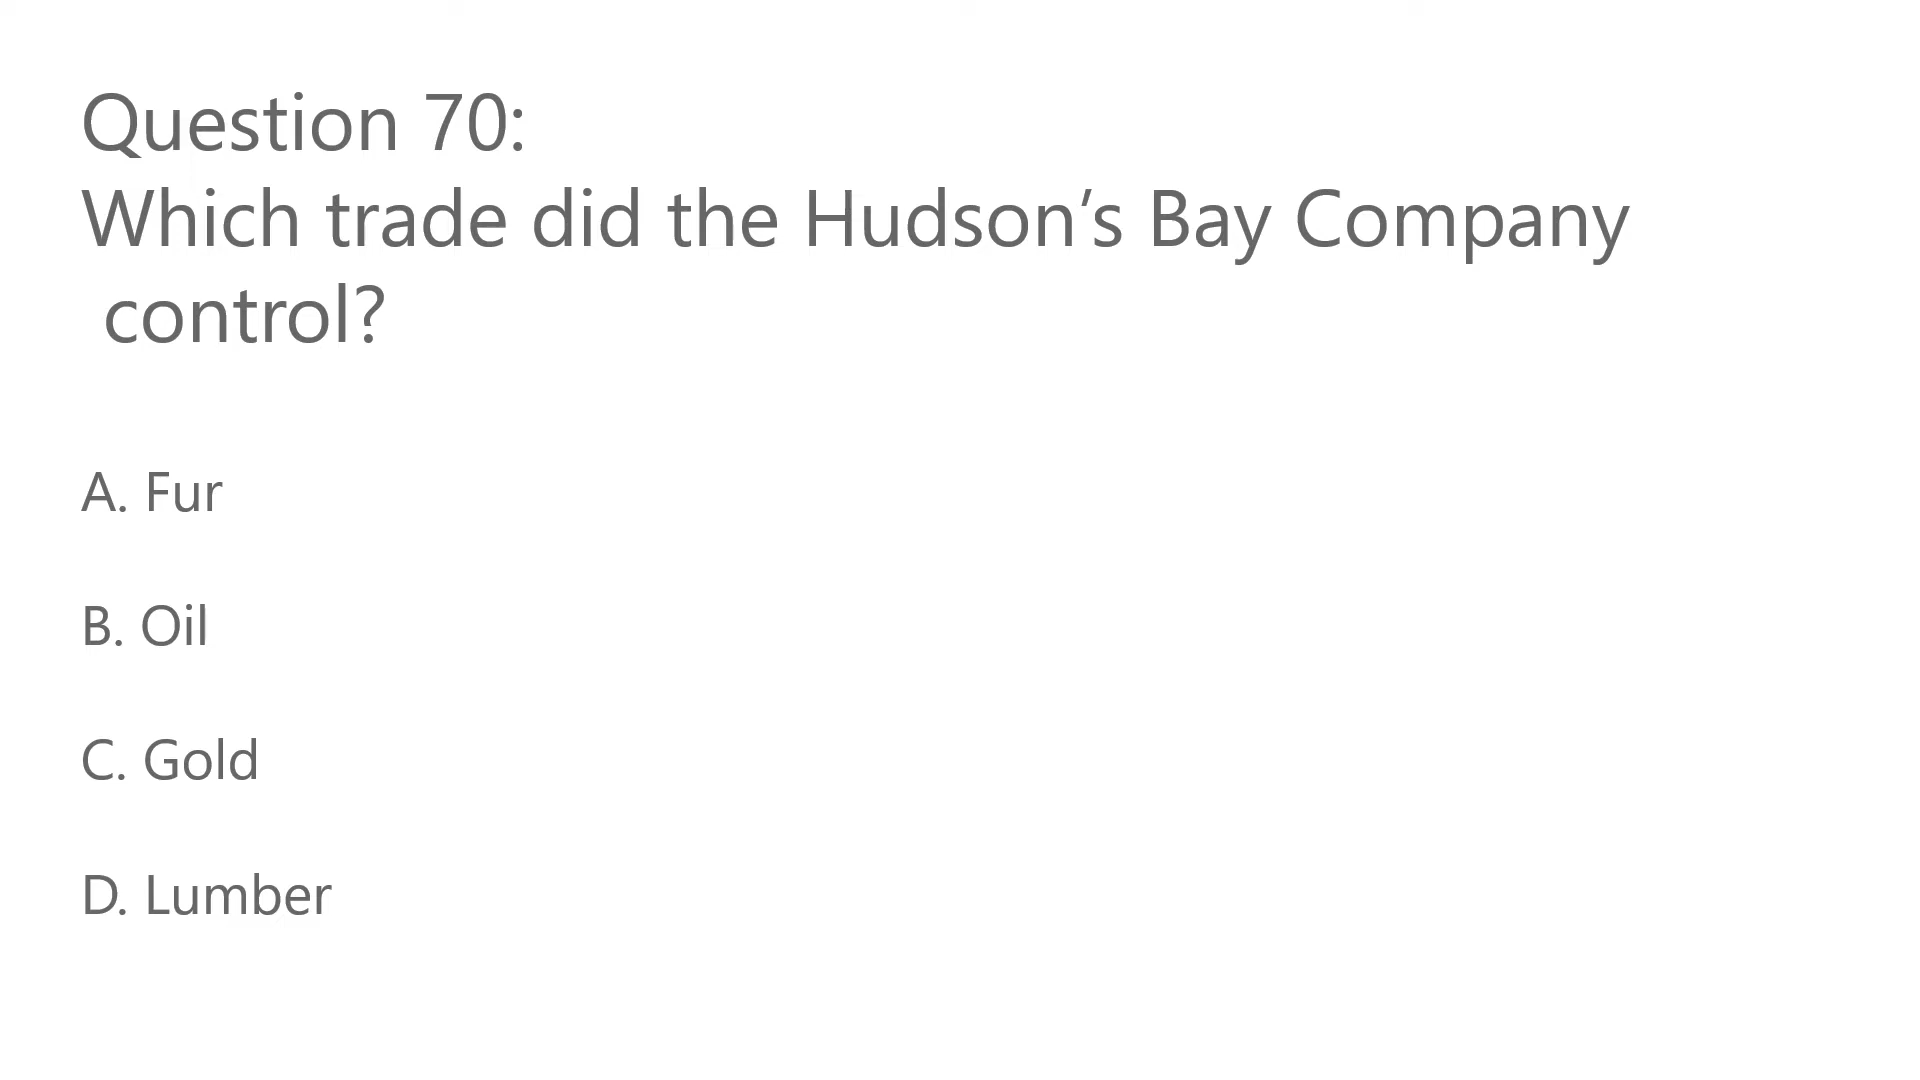 Question 70:
Which trade did the Hudson’s Bay Company
control?
A. Fur
B. Oil
C. Gold
D. Lumber